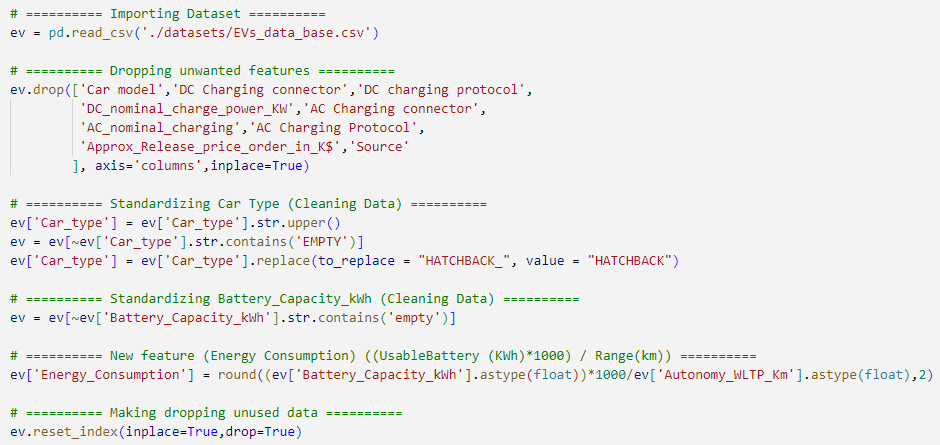 # ========== Importing Dataset ==========
ev = pd.read_csv('./datasets/EVs_data_base.csv')
# ========== Dropping unwanted features ==========
ev.drop(['Car model','DC Charging connector','DC charging protocol',
'DC_nominal_charge_power_KW','AC Charging connector',
'AC_nominal_charging','AC Charging Protocol',
'Approx_Release_price_order_in_K$','Source'
], axis='columns',inplace=True)
# ========== Standardizing Car Type (Cleaning Data) ==========
ev['Car_type'] = ev['Car_type'].str.upper()
ev = ev[~ev['Car_type'].str.contains('EMPTY')]
ev['Car_type'] = ev['Car_type'].replace(to_replace = "HATCHBACK_", value = "HATCHBACK")
# ========== Standardizing Battery_Capacity_kWh (Cleaning Data) ==========
ev = ev[~ev['Battery_Capacity_kWh'].str.contains('empty')]
# ========== New feature (Energy Consumption) ((UsableBattery (KWh)*1000) / Range(km)) ==========
ev['Energy_Consumption'] = round((ev['Battery_Capacity_kWh'].astype(float))*1000/ev['Autonomy_WLTP_Km'].astype(float),2)
# ========== Making dropping unused data ==========
ev.reset_index(inplace=True,drop=True)